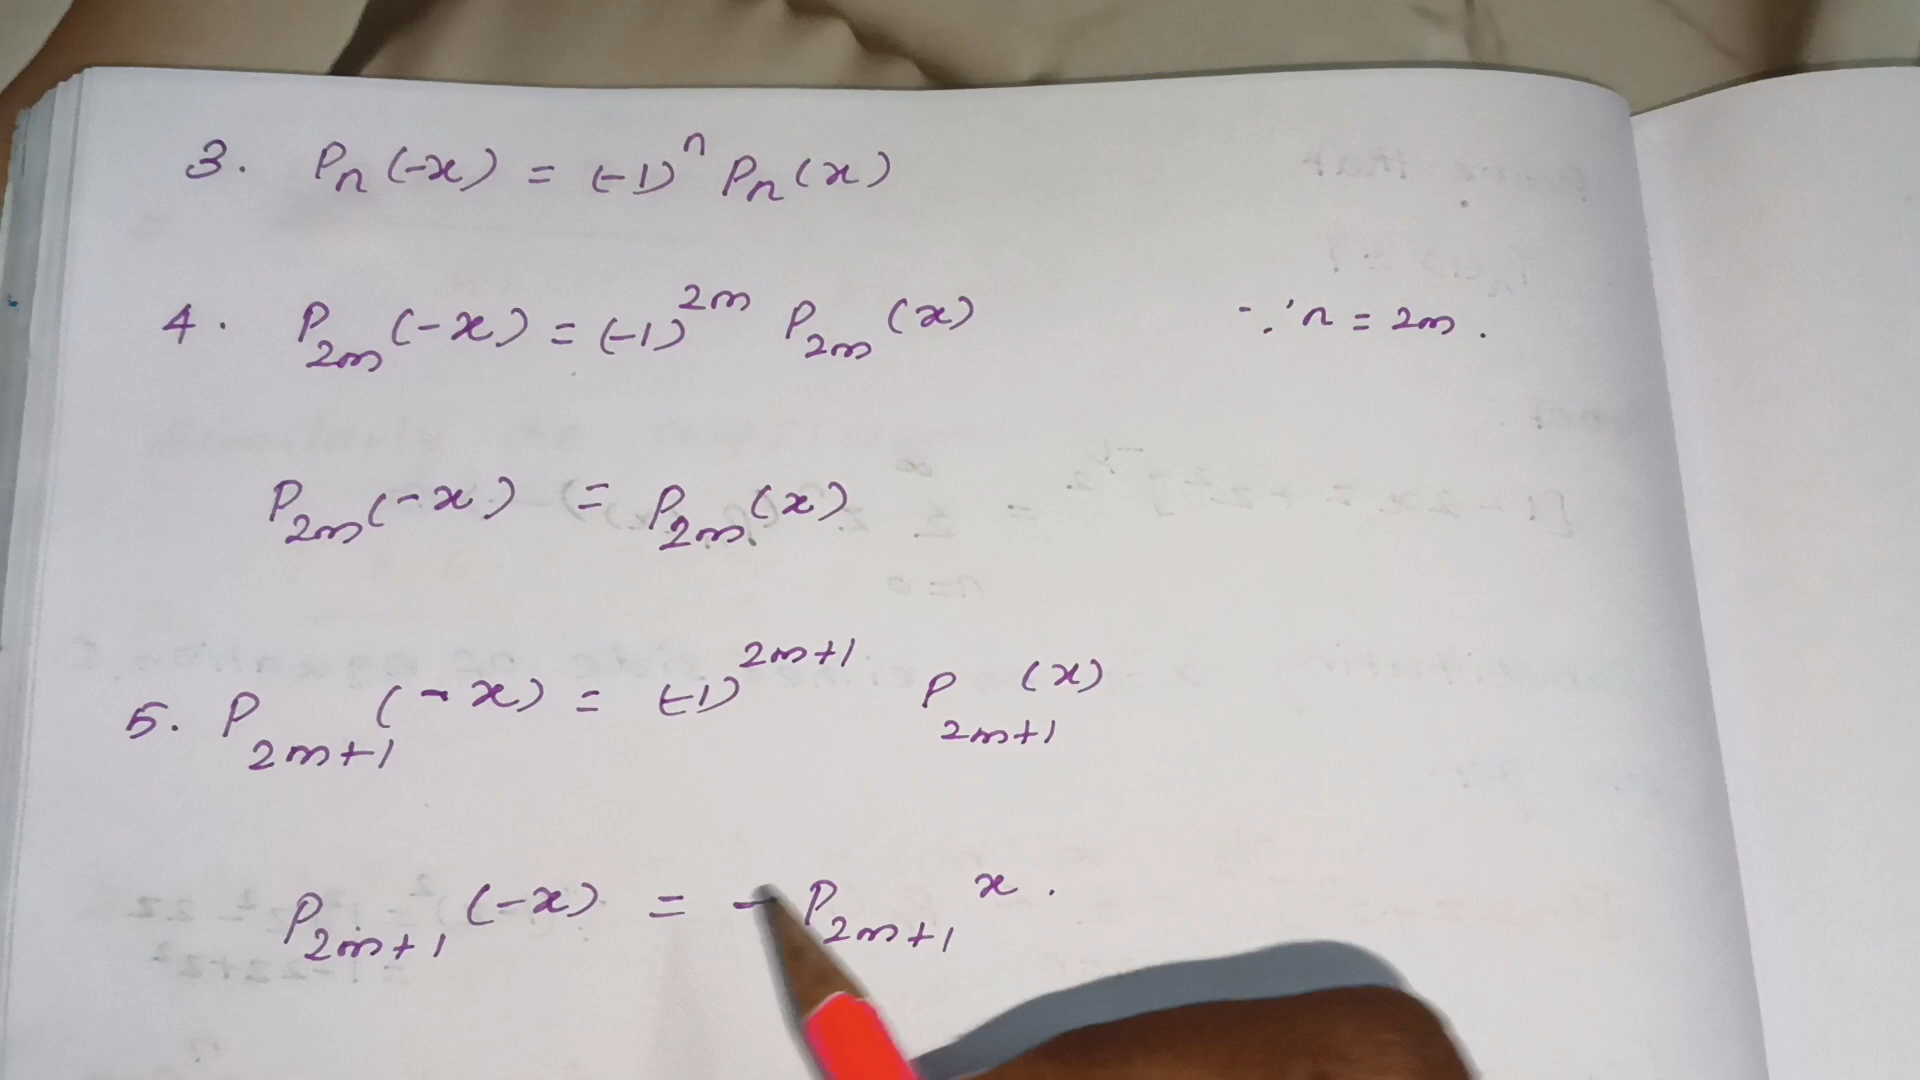 3. Pn (-x) = (-1)^n Pn (x)
4. P2m (-x) = (-1)^2m P2m (x) ∵ n = 2m.
P2m (-x) = P2m (x)
5. P2m+1 (-x) = (-1)^2m+1 P2m+1 (x)
P2m+1 (-x) = - P2m+1 x.